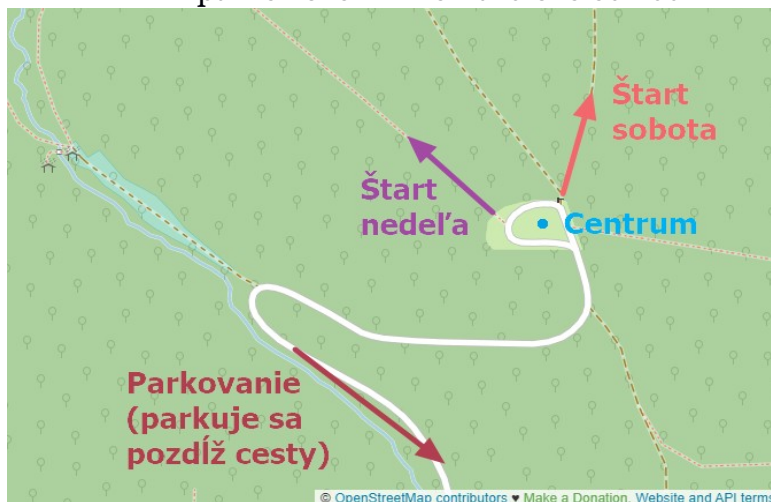 Štart
sobota
Štart
nedeľa
Centrum
Parkovanie
(parkuje sa
pozdĺž cesty)
© OpenStreetMap contributors ♥ Make a Donation. Website and API terms